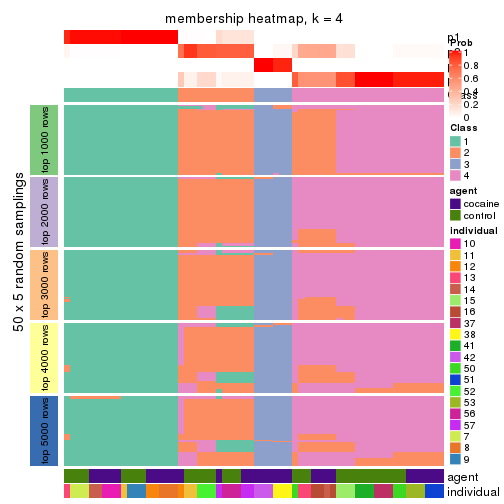 membership heatmap, k = 4
p1
Prob
1
0.8
0.6
0.4
0.2
0
Class
1
2
3
4
agent
cocaine
control
individual
10
11
12
13
14
15
16
37
38
41
42
50
51
52
53
56
57
7
8
9
50 x 5 random samplings
top 1000 rows
top 2000 rows
top 3000 rows
top 4000 rows
top 5000 rows
agent
individual